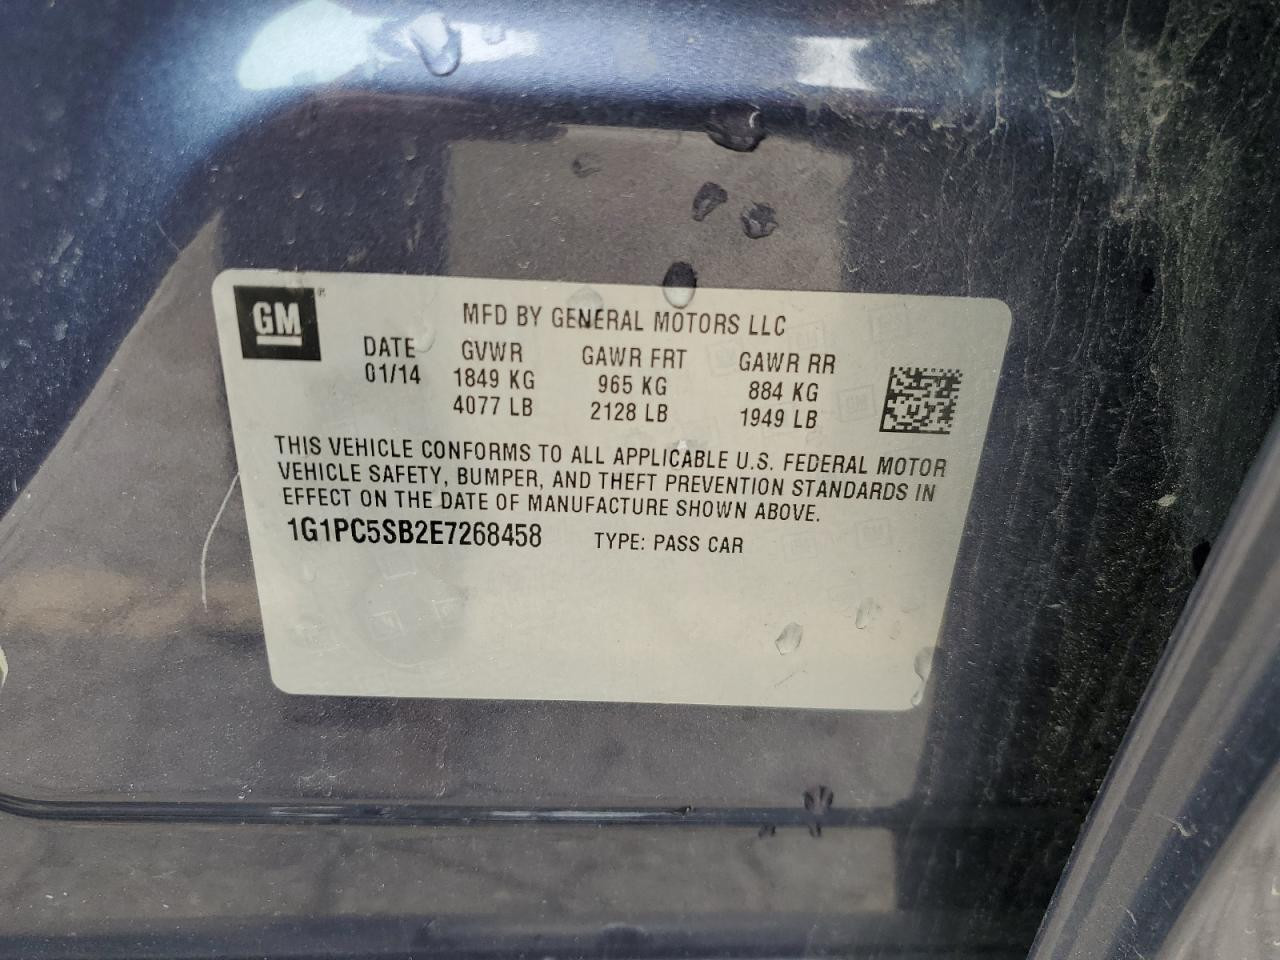 GM
MFD BY GENERAL MOTORS LLC
DATE GVWR GAWR FRT GAWR RR
01/14 1849 KG 965 KG 884 KG
4077 LB 2128 LB 1949 LB
THIS VEHICLE CONFORMS TO ALL APPLICABLE U.S. FEDERAL MOTOR
VEHICLE SAFETY, BUMPER, AND THEFT PREVENTION STANDARDS IN
EFFECT ON THE DATE OF MANUFACTURE SHOWN ABOVE.
1G1PC5SB2E7268458 TYPE: PASS CAR